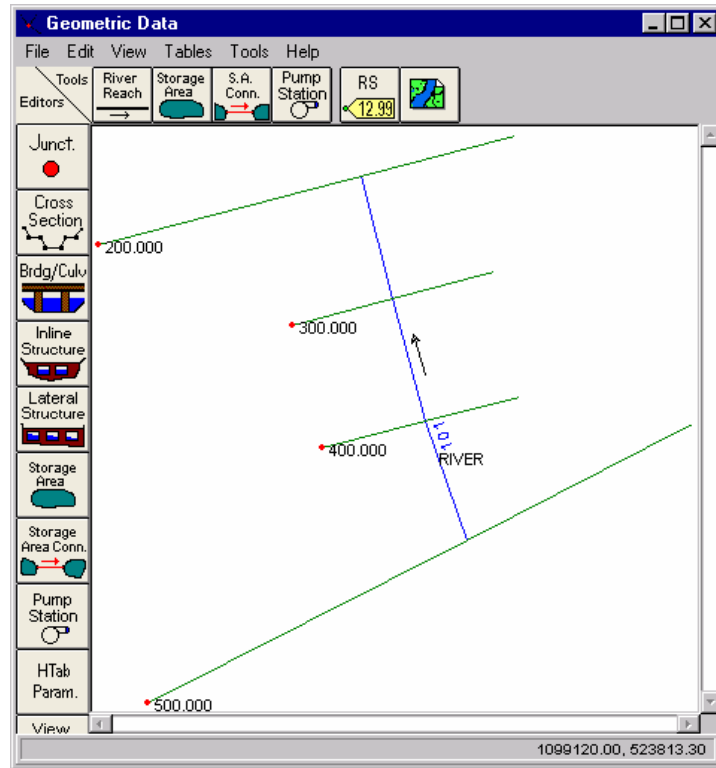 Geometric Data
File Edit View Tables Tools Help
Tools
Editors
River
Reach
Storage
Area
S.A.
Conn.
Pump
Station
RS
12.99
Junct.
Cross
Section
Brdg/Culv
Inline
Structure
Lateral
Structure
Storage
Area
Storage
Area Conn.
Pump
Station
HTab
Param.
View
200.000
300.000
400.000
101
RIVER
500.000
1099120.00, 523813.30